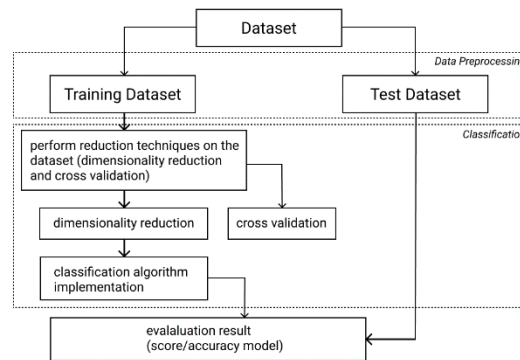 Dataset
Data Preprocessin
Training Dataset
Test Dataset
Classificatio
perform reduction techniques on the
dataset (dimensionality reduction
and cross validation)
dimensionality reduction
cross validation
classification algorithm
implementation
evalaluation result
(score/accuracy model)